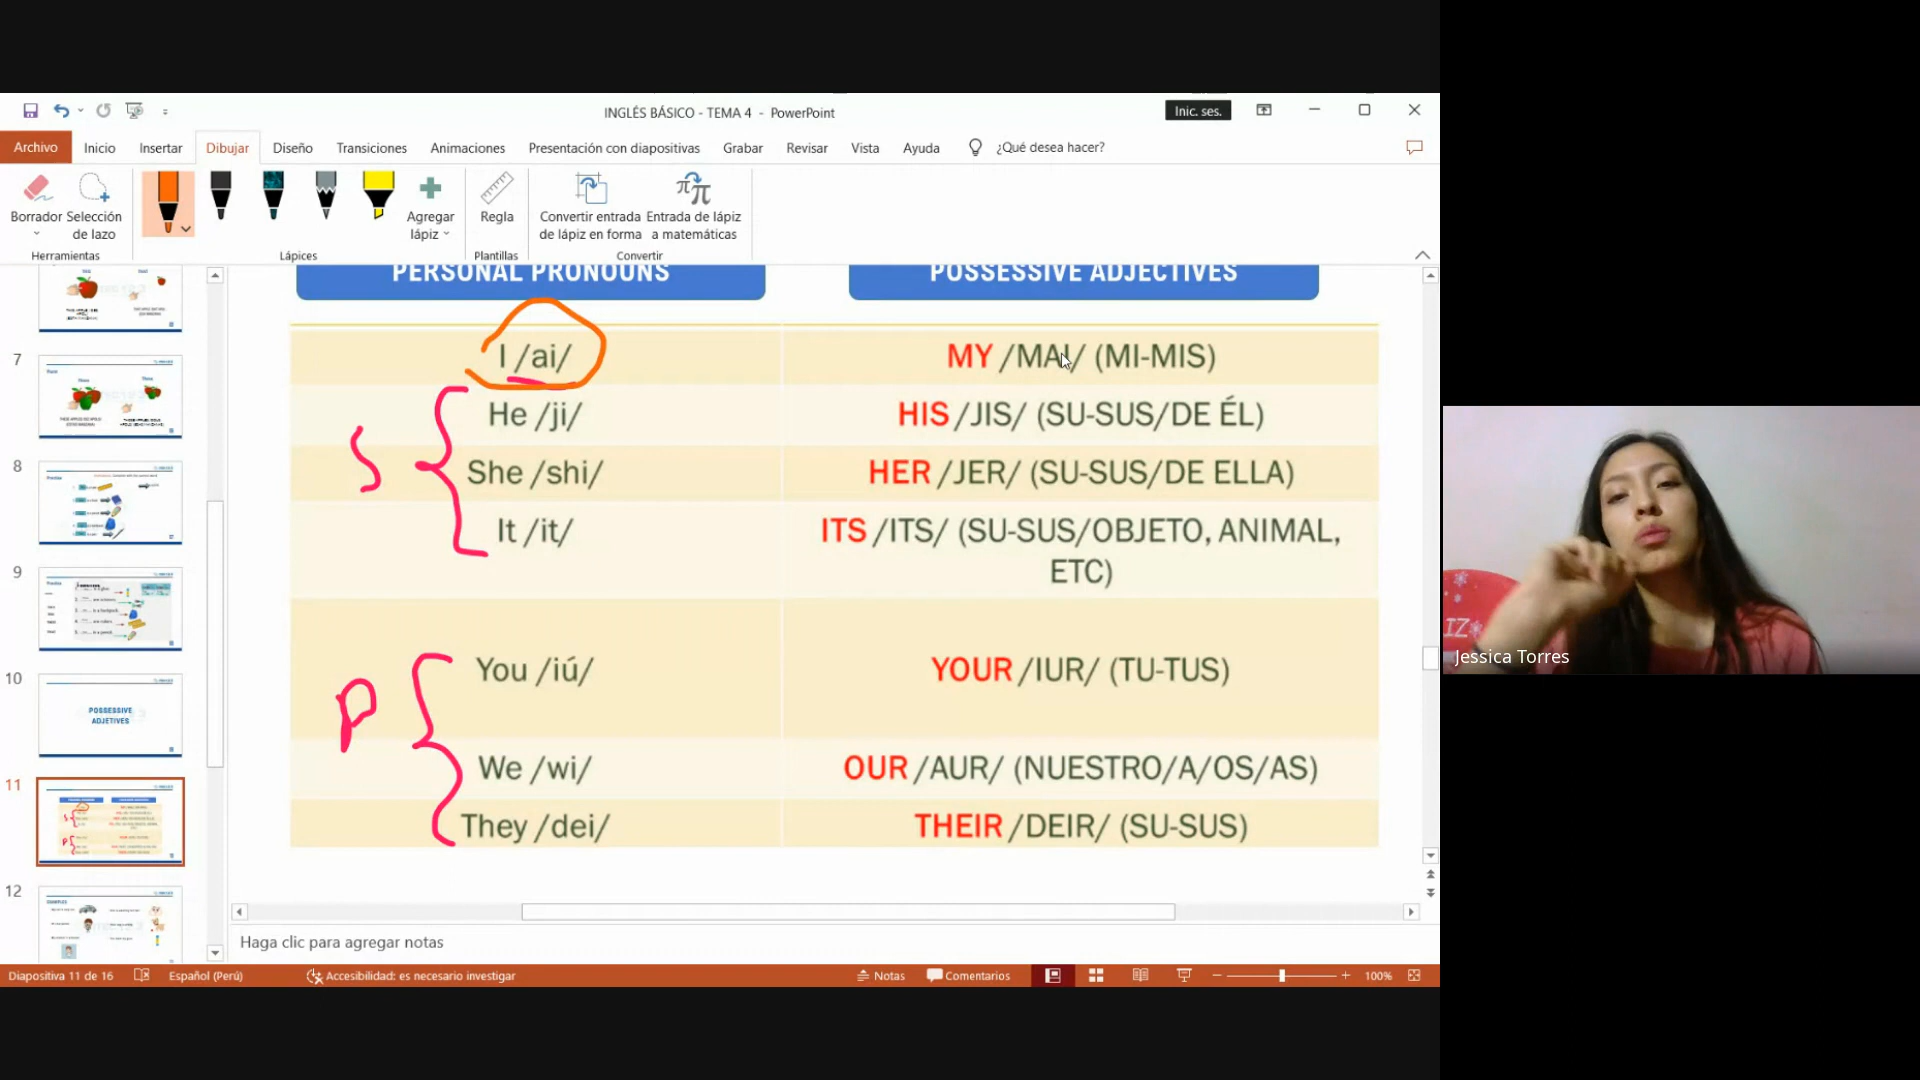 INGLÉS BÁSICO - TEMA 4 - PowerPoint
Inic. ses.
Archivo
Inicio
Insertar
Dibujar
Diseño
Transiciones
Animaciones
Presentación con diapositivas
Grabar
Revisar
Vista
Ayuda
¿Qué desea hacer?
Borrador
Selección de lazo
Agregar lápiz
Regla
Convertir entrada de lápiz en forma
Entrada de lápiz a matemáticas
Herramientas
Lápices
Plantillas
Convertir
PERSONAL PRONOUNS
POSSESSIVE ADJECTIVES
I /ai/
MY /MAI/ (MI-MIS)
He /ji/
HIS /JIS/ (SU-SUS/DE ÉL)
S
She /shi/
HER /JER/ (SU-SUS/DE ELLA)
It /it/
ITS /ITS/ (SU-SUS/OBJETO, ANIMAL,
ETC)
You /iú/
YOUR /IUR/ (TU-TUS)
P
We /wi/
OUR /AUR/ (NUESTRO/A/OS/AS)
They /dei/
THEIR /DEIR/ (SU-SUS)
7
8
9
10
POSSESSIVE
ADJETIVES
11
12
Haga clic para agregar notas
Diapositiva 11 de 16
Español (Perú)
Accesibilidad: es necesario investigar
Notas
Comentarios
100%
IZ
Jessica Torres